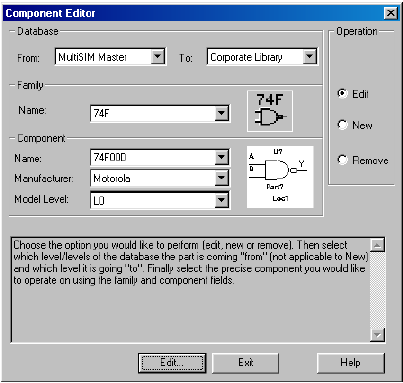 Component Editor
Database
From: MultiSIM Master To: Corporate Library
Operation
Edit
New
Remove
Family
Name: 74F
74F
Component
Name: 74F00D
Manufacturer: Motorola
Model Level: L0
U?
A
B
Y
Part?
Choose the option you would like to perform (edit, new or remove). Then select
which level/levels of the database the part is coming "from" (not applicable to New)
and which level it is going "to". Finally select the precise component you would like
to operate on using the family and component fields.
Edit... Exit Help